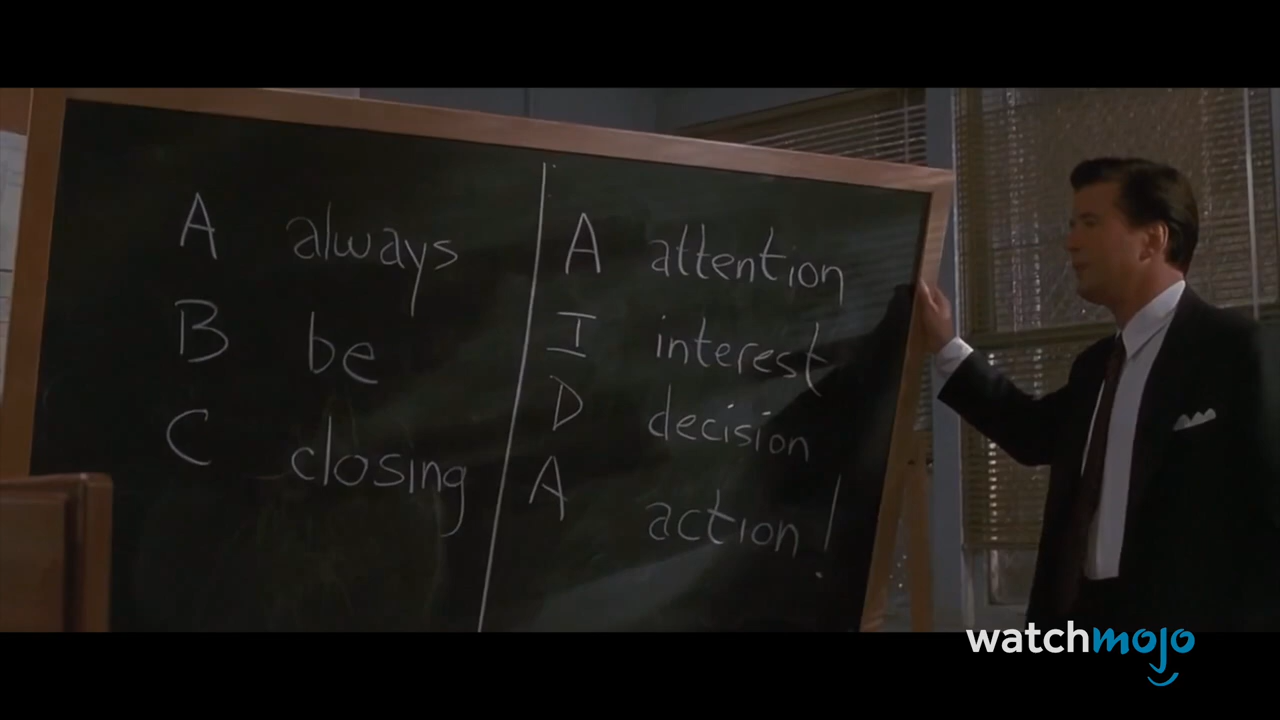 A always
B be
C closing
A attention
I interest
D decision
A action!
watchmojo